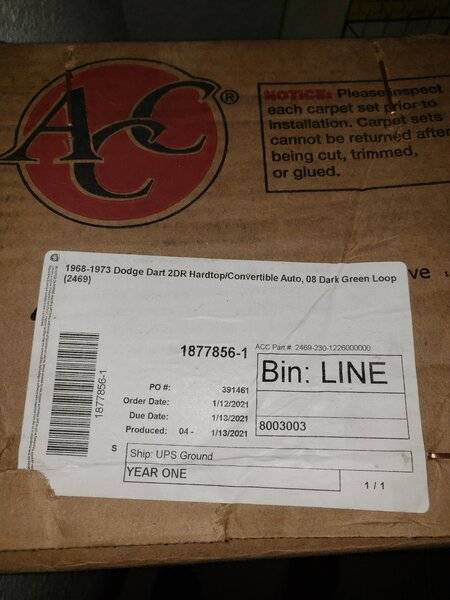 ACC®
NOTICE: Please inspect
each carpet set prior to
installation. Carpet sets
cannot be returned after
being cut, trimmed,
or glued.
ve
1968-1973 Dodge Dart 2DR Hardtop/Convertible Auto, 08 Dark Green Loop
(2469)
1877856-1
1877856-1
ACC Part # 2469-230-1226000000
Bin: LINE
PO #: 391461
Order Date: 1/12/2021
Due Date: 1/13/2021
Produced: 04 - 1/13/2021
8003003
S
Ship: UPS Ground
YEAR ONE
1 / 1